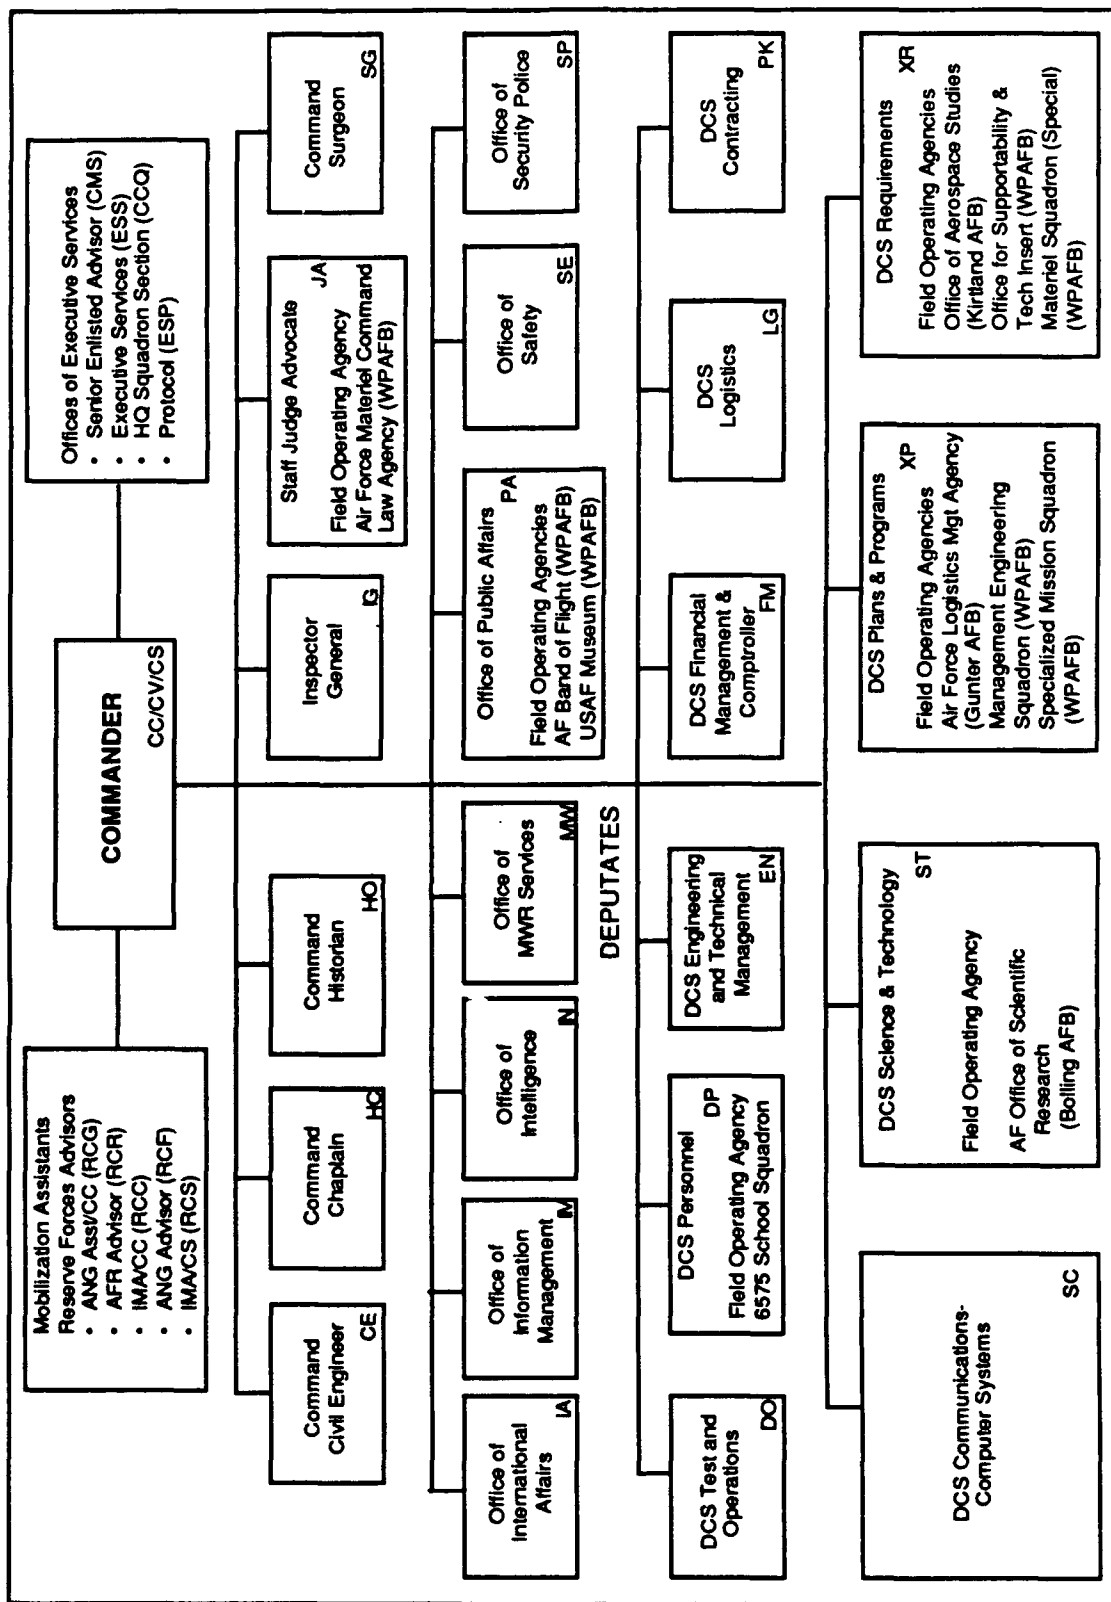 Mobilization Assistants
Reserve Forces Advisors
• ANG Asst/CC (RCG)
• AFR Advisor (RCR)
• IMA/CC (RCC)
• ANG Advisor (RCF)
• IMA/CS (RCS)
COMMANDER
CC/CV/CS
Offices of Executive Services
• Senior Enlisted Advisor (CMS)
• Executive Services (ESS)
• HQ Squadron Section (CCQ)
• Protocol (ESP)
Command
Civil Engineer
CE
Command
Chaplain
HC
Command
Historian
HO
Inspector
General
IG
Staff Judge Advocate
JA
Field Operating Agency
Air Force Materiel Command
Law Agency (WPAFB)
Command
Surgeon
SG
Office of
International
Affairs
IA
Office of
Information
Management
IM
Office of
Intelligence
IN
Office of
MWR Services
MW
Office of Public Affairs
PA
Field Operating Agencies
AF Band of Flight (WPAFB)
USAF Museum (WPAFB)
Office of
Safety
SE
Office of
Security Police
SP
DEPUTATES
DCS Test and
Operations
DO
DCS Personnel
DP
Field Operating Agency
6575 School Squadron
DCS Engineering
and Technical
Management
EN
DCS Financial
Management &
Comptroller
FM
DCS
Logistics
LG
DCS
Contracting
PK
DCS Communications-
Computer Systems
SC
DCS Science & Technology
ST
Field Operating Agency
AF Office of Scientific
Research
(Bolling AFB)
DCS Plans & Programs
XP
Field Operating Agencies
Air Force Logistics Mgt Agency
(Gunter AFB)
Management Engineering
Squadron (WPAFB)
Specialized Mission Squadron
(WPAFB)
DCS Requirements
XR
Field Operating Agencies
Office of Aerospace Studies
(Kirtland AFB)
Office for Supportability &
Tech Insert (WPAFB)
Materiel Squadron (Special)
(WPAFB)